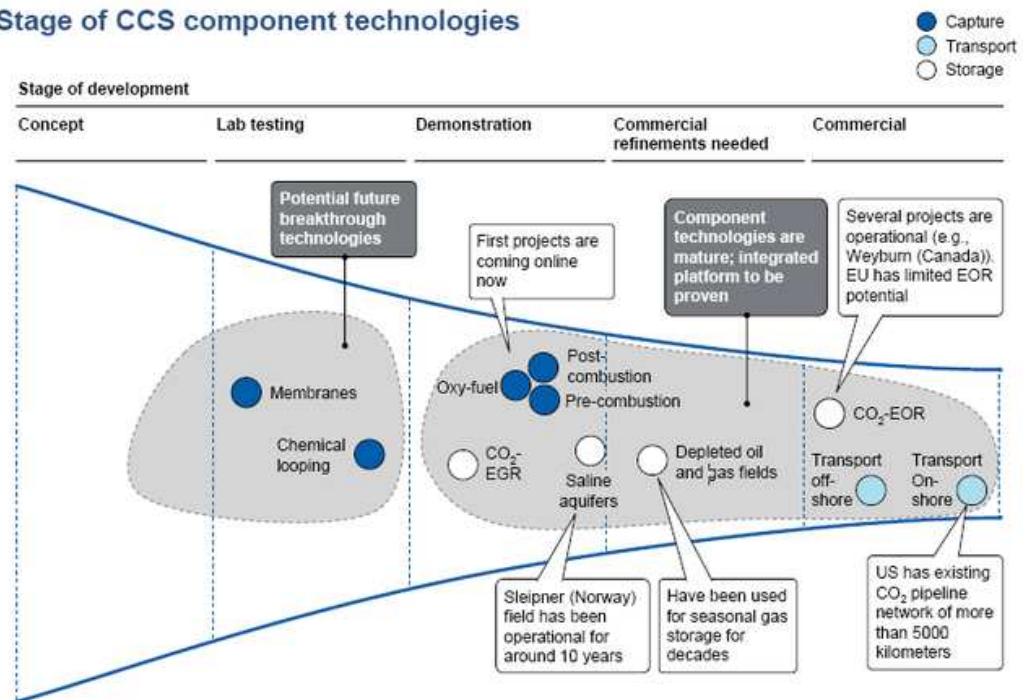 Stage of CCS component technologies
Capture
Transport
Storage
Stage of development
Concept
Lab testing
Demonstration
Commercial
refinements needed
Commercial
Potential future
breakthrough
technologies
First projects are
coming online
now
Component
technologies are
mature; integrated
platform to be
proven
Several projects are
operational (e.g.,
Weyburn (Canada)).
EU has limited EOR
potential
Membranes
Chemical
looping
Oxy-fuel
Post-
combustion
Pre-combustion
CO₂-
EGR
Saline
aquifers
Depleted oil
and gas fields
CO₂-EOR
Transport
off-
shore
Transport
On-
shore
Sleipner (Norway)
field has been
operational for
around 10 years
Have been used
for seasonal gas
storage for
decades
US has existing
CO₂ pipeline
network of more
than 5000
kilometers